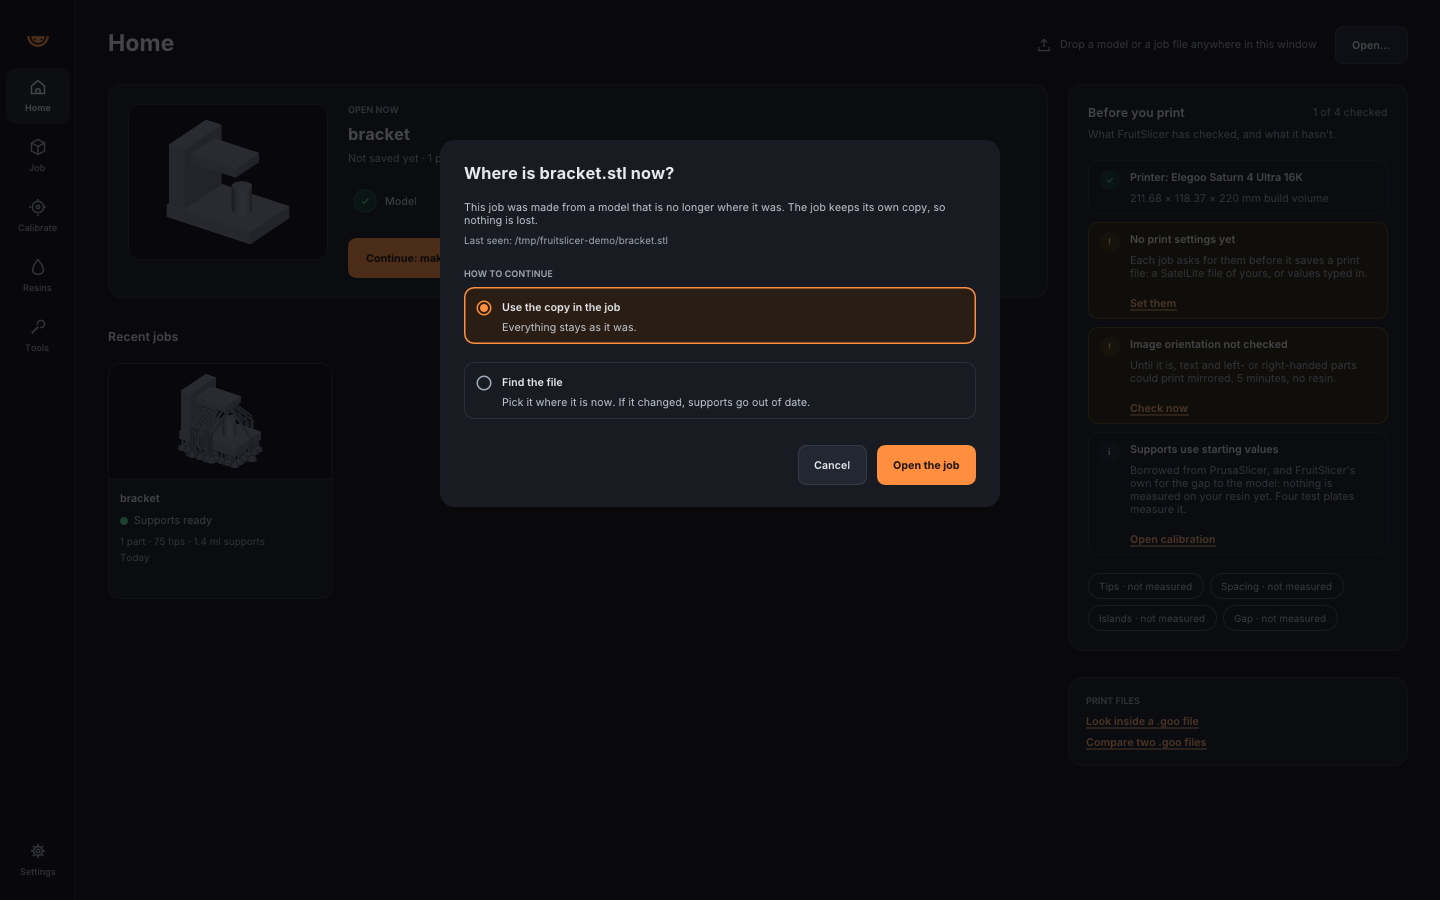 Home
Drop a model or a job file anywhere in this window
Open...
Home
Job
Calibrate
Resins
Tools
Settings
OPEN NOW
bracket
Not saved yet · 1 p
Model
Continue: mak
Recent jobs
bracket
Supports ready
1 part · 75 tips · 1.4 ml supports
Today
Where is bracket.stl now?
This job was made from a model that is no longer where it was. The job keeps its own copy, so
nothing is lost.
Last seen: /tmp/fruitslicer-demo/bracket.stl
HOW TO CONTINUE
Use the copy in the job
Everything stays as it was.
Find the file
Pick it where it is now. If it changed, supports go out of date.
Cancel
Open the job
Before you print
1 of 4 checked
What FruitSlicer has checked, and what it hasn't.
Printer: Elegoo Saturn 4 Ultra 16K
211.68 × 118.37 × 220 mm build volume
No print settings yet
Each job asks for them before it saves a print
file: a SatelLite file of yours, or values typed in.
Set them
Image orientation not checked
Until it is, text and left- or right-handed parts
could print mirrored. 5 minutes, no resin.
Check now
Supports use starting values
Borrowed from PrusaSlicer, and FruitSlicer's
own for the gap to the model: nothing is
measured on your resin yet. Four test plates
measure it.
Open calibration
Tips · not measured
Spacing · not measured
Islands · not measured
Gap · not measured
PRINT FILES
Look inside a .goo file
Compare two .goo files